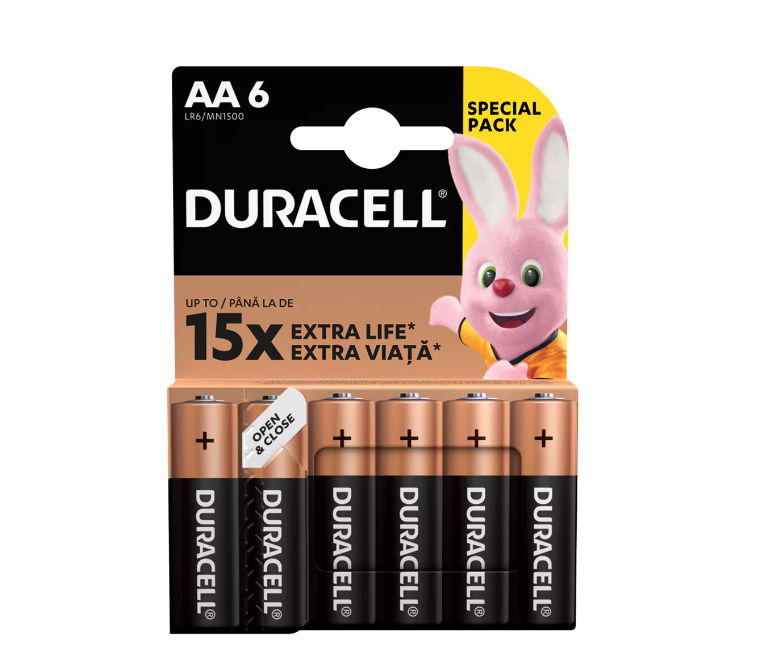 AA 6
LR6/MN1500
SPECIAL
PACK
DURACELL®
UP TO / PÂNĂ LA DE
15X EXTRA LIFE*
EXTRA VIAȚĂ*
OPEN
& CLOSE
+
+
+
+
+
DURACELL®
DURACELL®
DURACELL®
DURACELL®
DURACELL®
DURACELL®